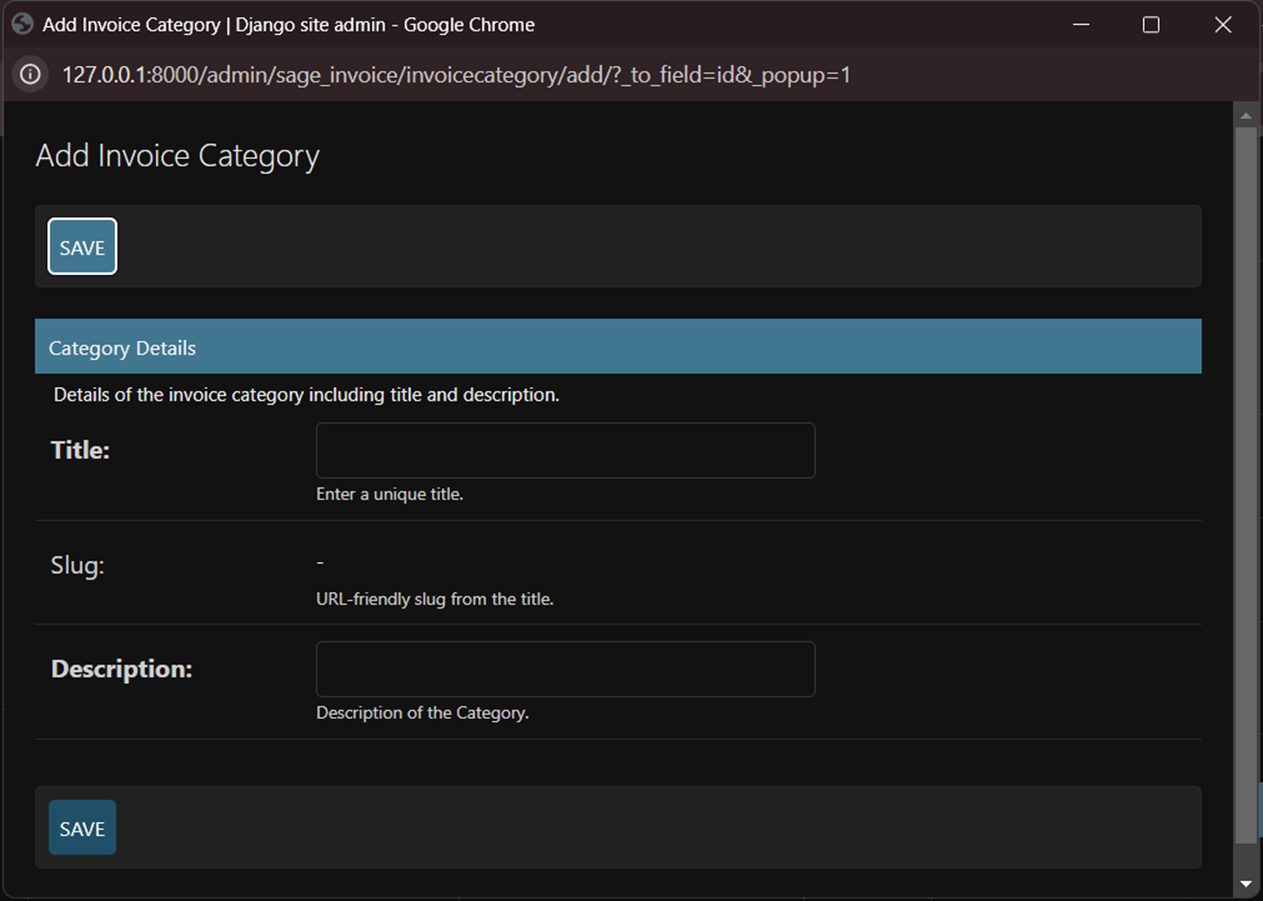 Add Invoice Category | Django site admin - Google Chrome
127.0.0.1:8000/admin/sage_invoice/invoicecategory/add/?_to_field=id&_popup=1
Add Invoice Category
SAVE
Category Details
Details of the invoice category including title and description.
Title:
Enter a unique title.
Slug:
-
URL-friendly slug from the title.
Description:
Description of the Category.
SAVE